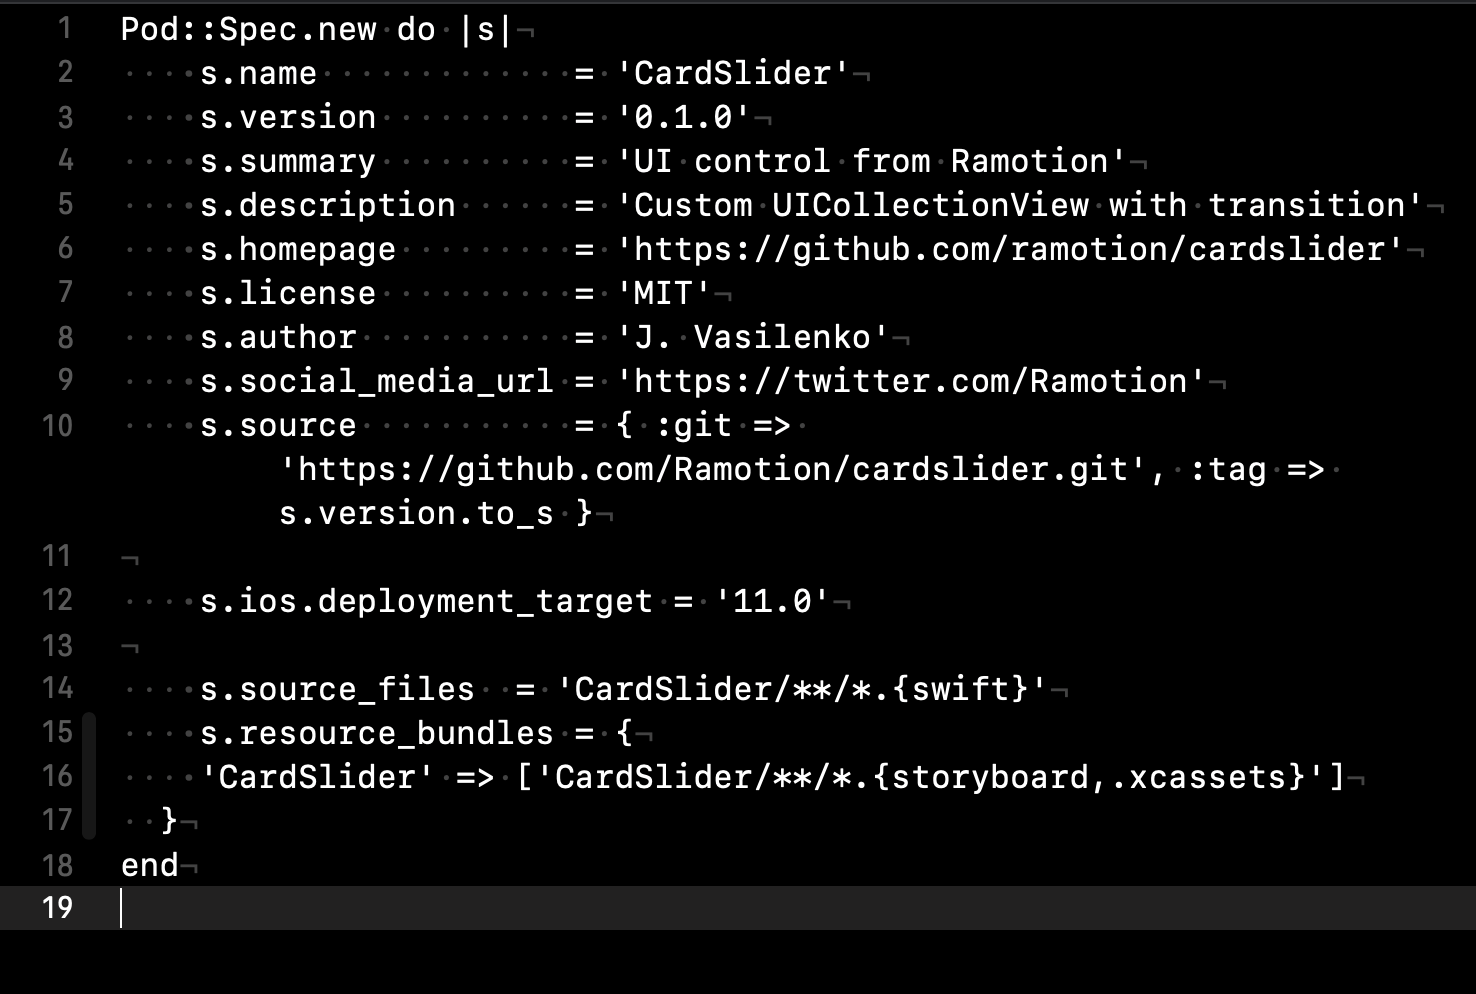 1 Pod::Spec.new do |s|
2 s.name = 'CardSlider'
3 s.version = '0.1.0'
4 s.summary = 'UI control from Ramotion'
5 s.description = 'Custom UICollectionView with transition'
6 s.homepage = 'https://github.com/ramotion/cardslider'
7 s.license = 'MIT'
8 s.author = 'J. Vasilenko'
9 s.social_media_url = 'https://twitter.com/Ramotion'
10 s.source = { :git =>
'https://github.com/Ramotion/cardslider.git', :tag =>
s.version.to_s }
11
12 s.ios.deployment_target = '11.0'
13
14 s.source_files = 'CardSlider/**/*.{swift}'
15 s.resource_bundles = {
16 'CardSlider' => ['CardSlider/**/*.{storyboard,.xcassets}']
17 }
18 end
19